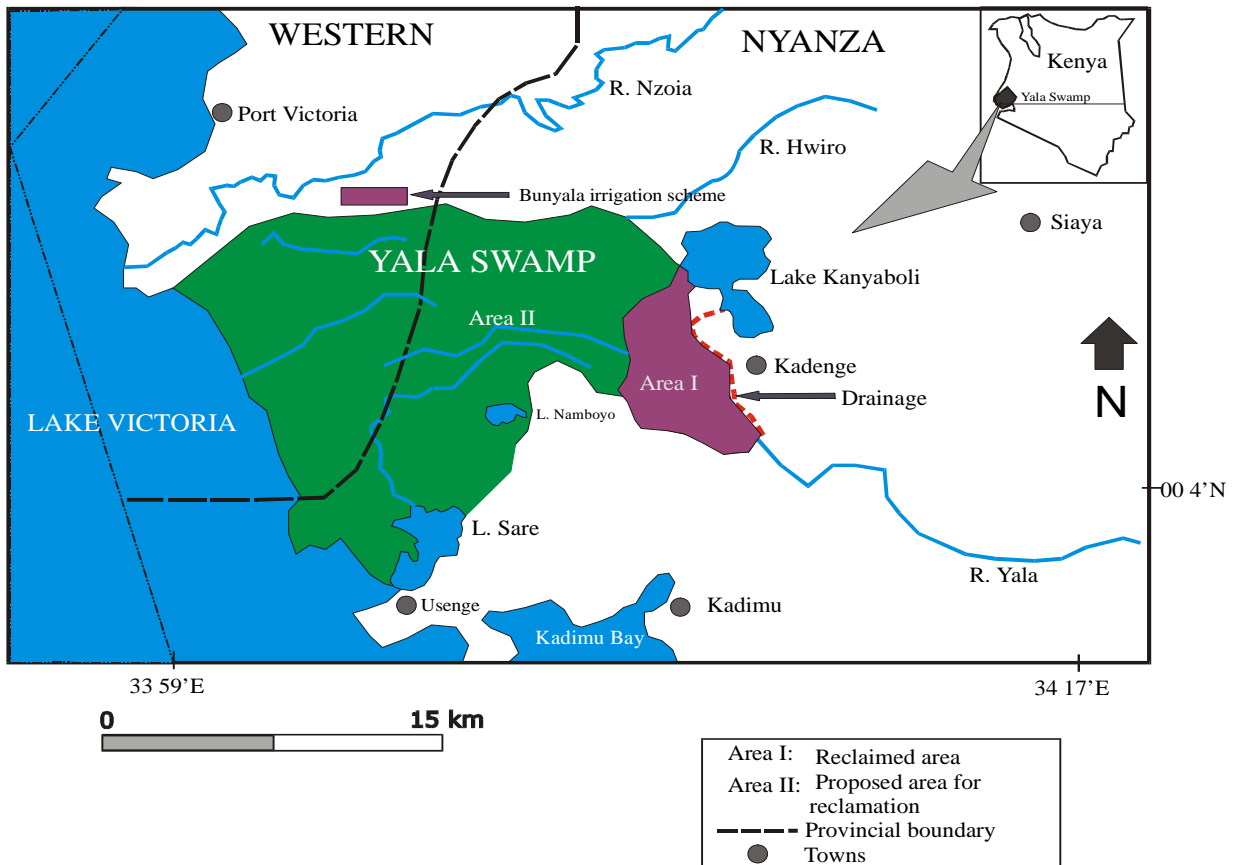 WESTERN
NYANZA
Kenya
Yala Swamp
R. Nzoia
Port Victoria
R. Hwiro
Bunyala irrigation scheme
Siaya
YALA SWAMP
Lake Kanyaboli
Area II
Kadenge
Area I
Drainage
N
L. Namboyo
LAKE VICTORIA
00 4’N
L. Sare
R. Yala
Usenge
Kadimu
Kadimu Bay
33 59’E
34 17’E
0
15 km
Area I: Reclaimed area
Area II: Proposed area for
reclamation
Provincial boundary
Towns